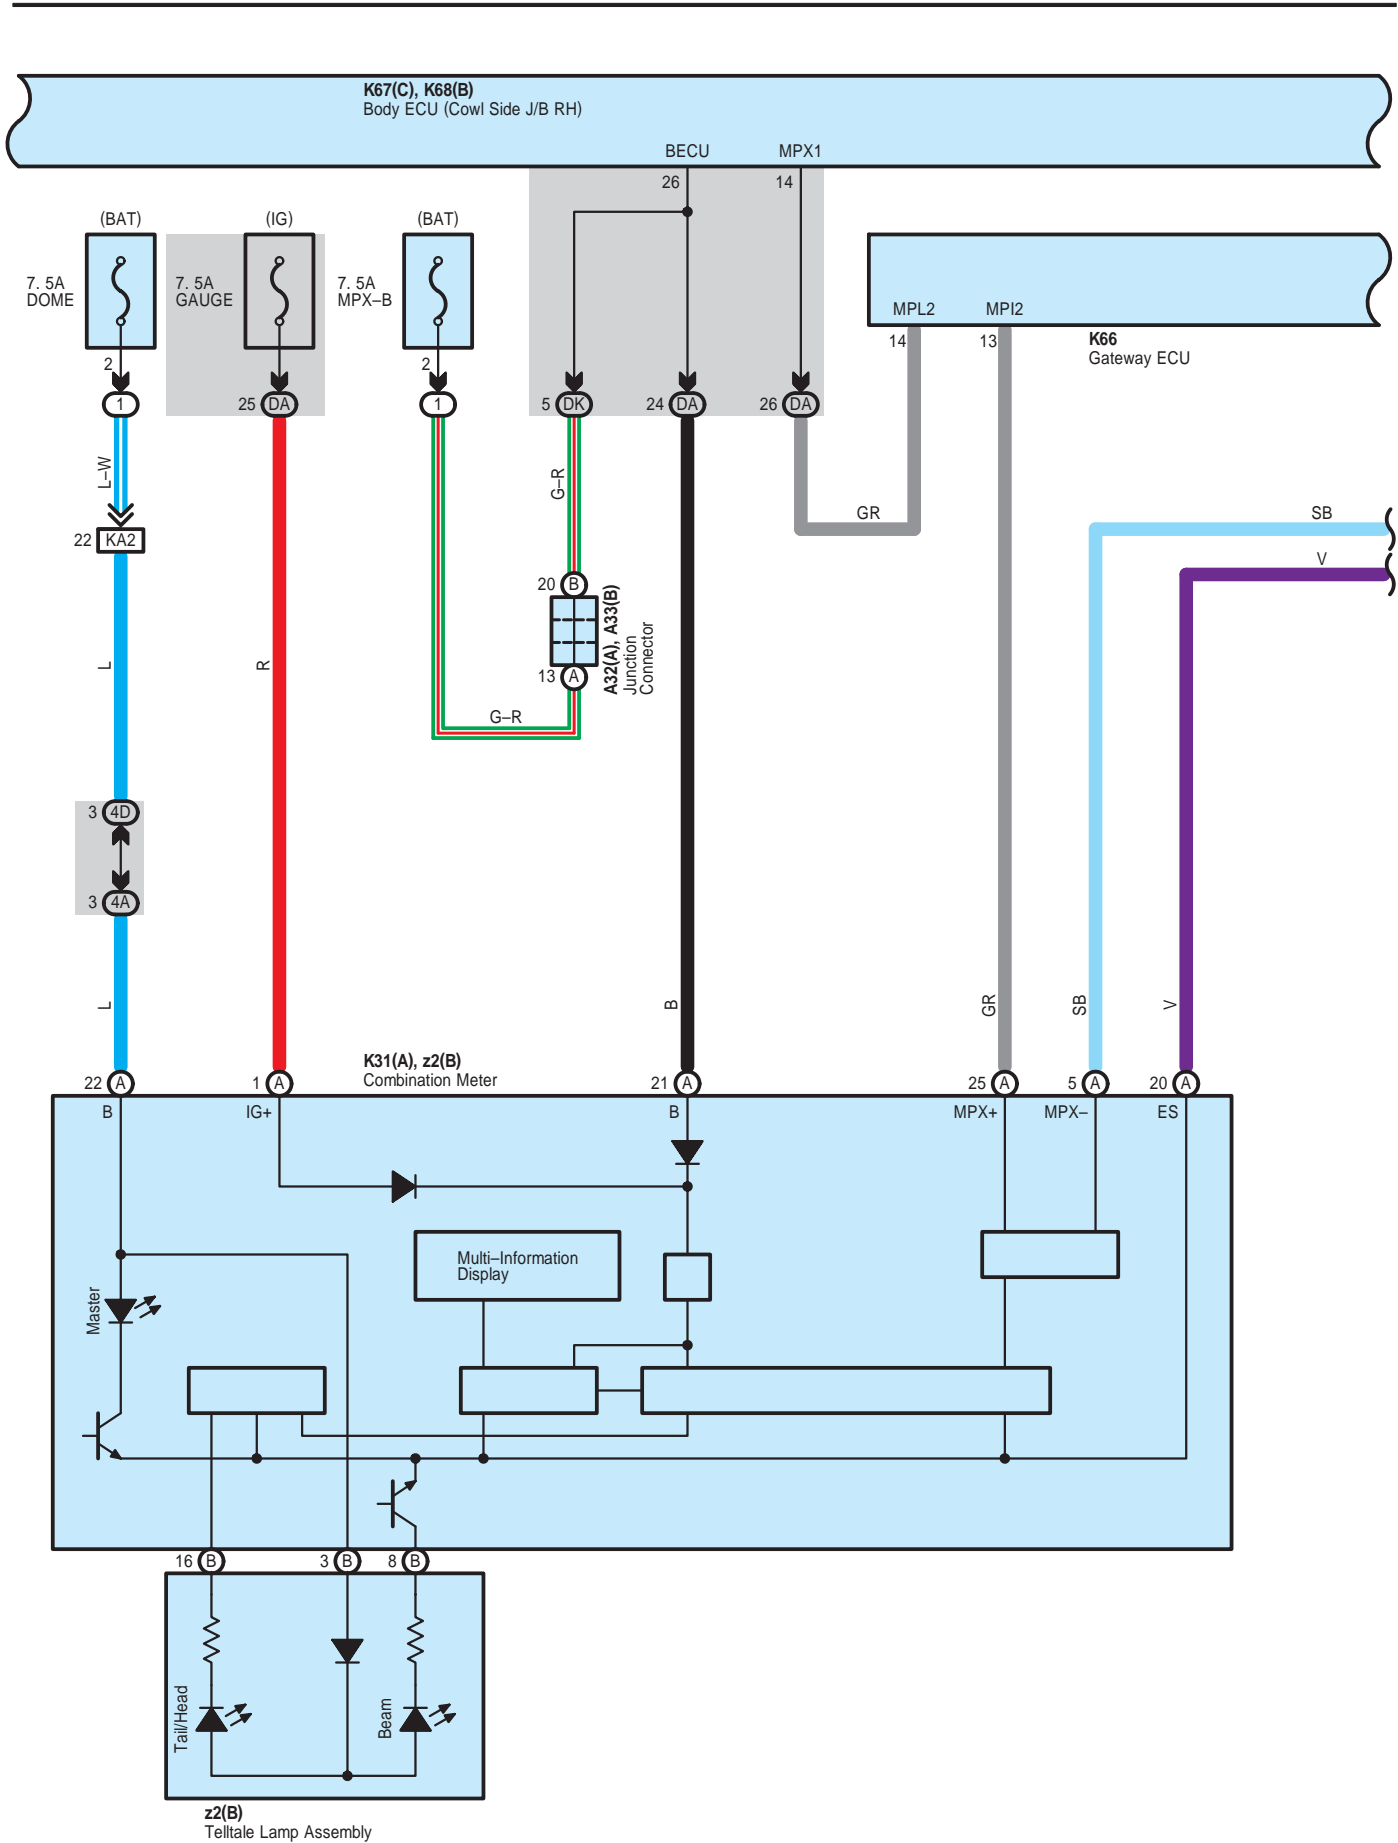 K67(C), K68(B)
Body ECU (Cowl Side J/B RH)
BECU
MPX1
26
14
(BAT)
(IG)
(BAT)
7. 5A
DOME
7. 5A
GAUGE
7. 5A
MPX–B
MPL2
MPI2
14
13
K66
Gateway ECU
2
2
1
25
DA
1
5
DK
24
DA
26
DA
L–W
G–R
GR
SB
22
KA2
V
20
B
A32(A), A33(B)
Junction
Connector
13
A
L
R
G–R
3
4D
3
4A
L
B
GR
SB
V
K31(A), z2(B)
Combination Meter
22
A
1
A
21
A
25
A
5
A
20
A
B
IG+
B
MPX+
MPX–
ES
Multi–Information
Display
Master
16
B
3
B
8
B
Tail/Head
Beam
z2(B)
Telltale Lamp Assembly